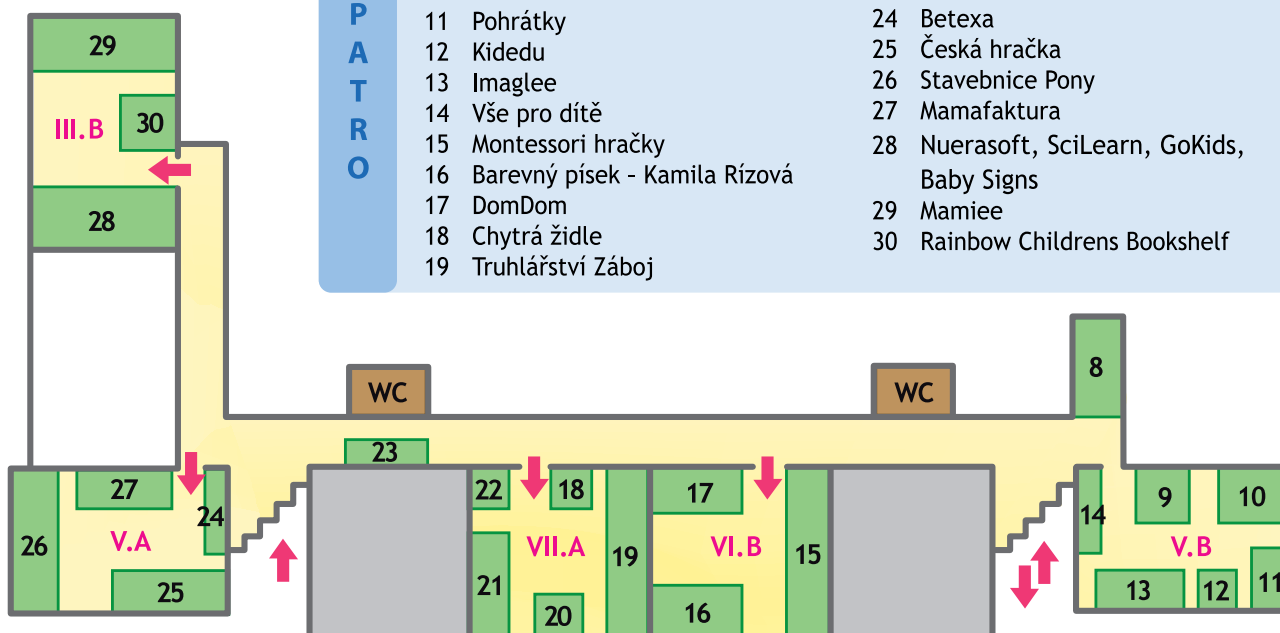 PATRO
11 Pohrátky
12 Kidedu
13 Imaglee
14 Vše pro dítě
15 Montessori hračky
16 Barevný písek – Kamila Rízová
17 DomDom
18 Chytrá židle
19 Truhlářství Záboj
24 Betexa
25 Česká hračka
26 Stavebnice Pony
27 Mamafaktura
28 Nuerasoft, SciLearn, GoKids,
Baby Signs
29 Mamiee
30 Rainbow Childrens Bookshelf
29
III.B
30
28
WC
WC
8
23
27
24
26
V.A
25
22
18
VII.A
21
19
20
17
VI.B
15
16
14
9
10
V.B
13
12
11